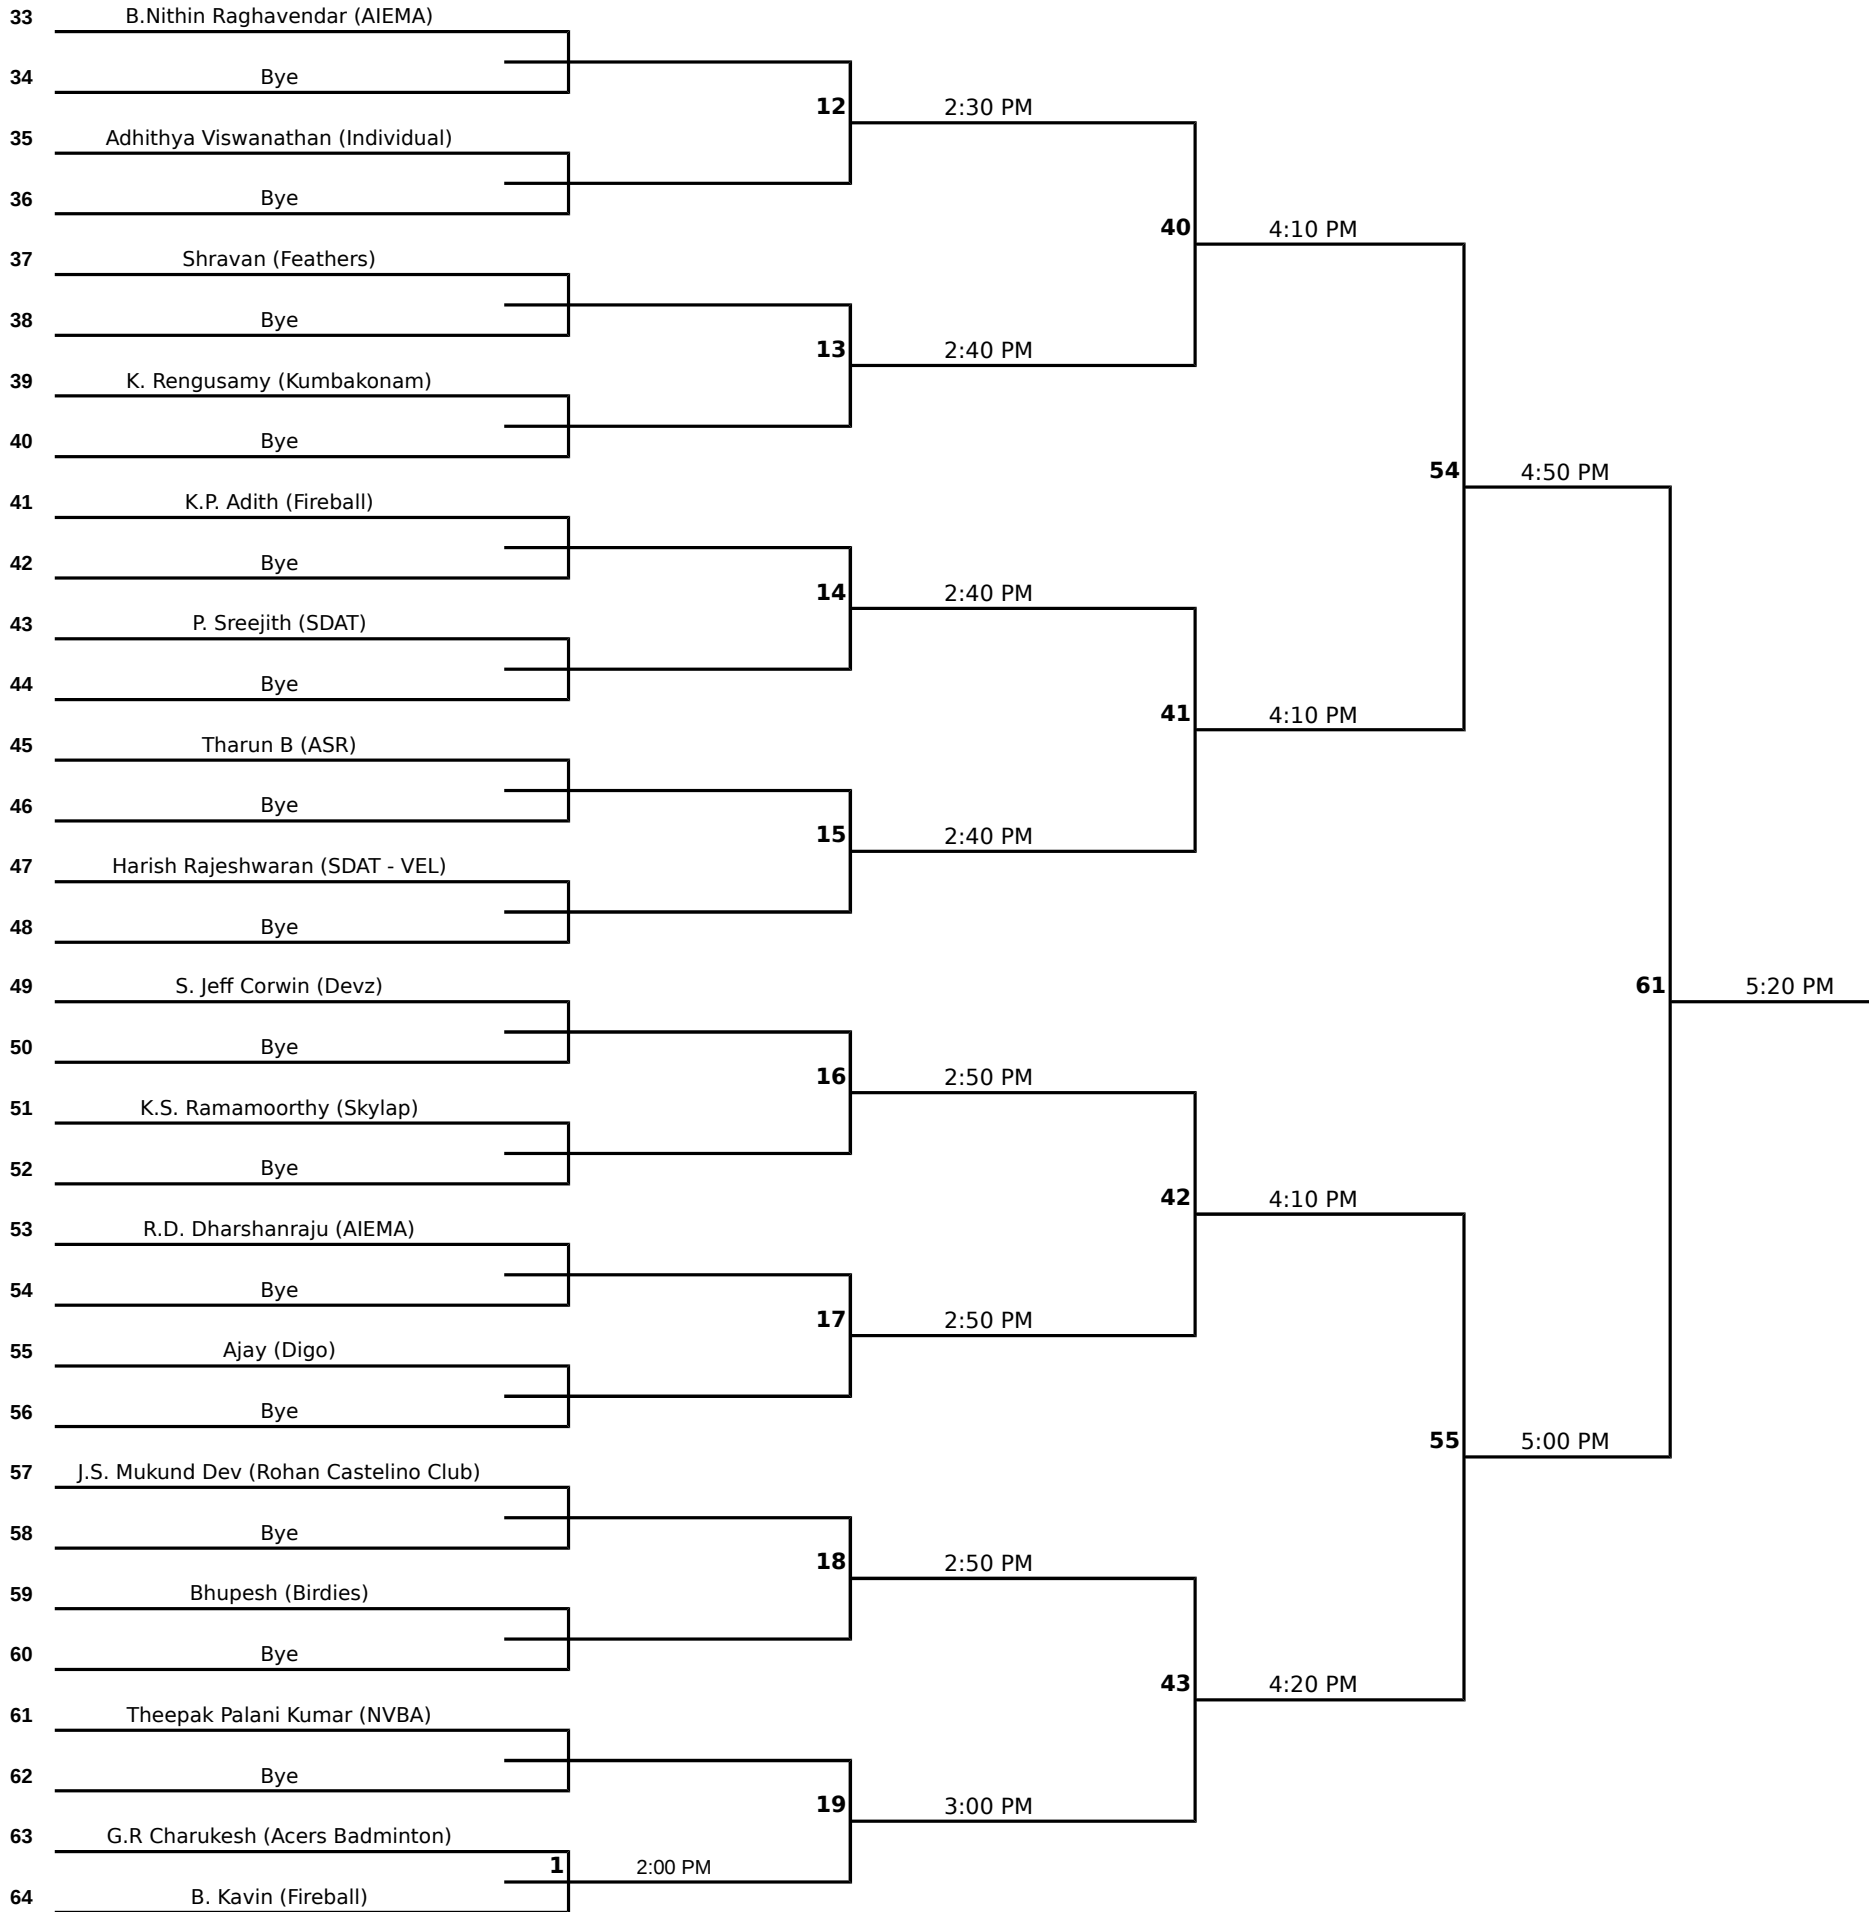 33 B.Nithin Raghavendar (AIEMA)
34 Bye
12 2:30 PM
35 Adhithya Viswanathan (Individual)
36 Bye
40 4:10 PM
37 Shravan (Feathers)
38 Bye
13 2:40 PM
39 K. Rengusamy (Kumbakonam)
40 Bye
54 4:50 PM
41 K.P. Adith (Fireball)
42 Bye
14 2:40 PM
43 P. Sreejith (SDAT)
44 Bye
41 4:10 PM
45 Tharun B (ASR)
46 Bye
15 2:40 PM
47 Harish Rajeshwaran (SDAT - VEL)
48 Bye
49 S. Jeff Corwin (Devz)
61 5:20 PM
50 Bye
16 2:50 PM
51 K.S. Ramamoorthy (Skylap)
52 Bye
42 4:10 PM
53 R.D. Dharshanraju (AIEMA)
54 Bye
17 2:50 PM
55 Ajay (Digo)
56 Bye
55 5:00 PM
57 J.S. Mukund Dev (Rohan Castelino Club)
58 Bye
18 2:50 PM
59 Bhupesh (Birdies)
60 Bye
43 4:20 PM
61 Theepak Palani Kumar (NVBA)
62 Bye
19 3:00 PM
63 G.R Charukesh (Acers Badminton)
1 2:00 PM
64 B. Kavin (Fireball)